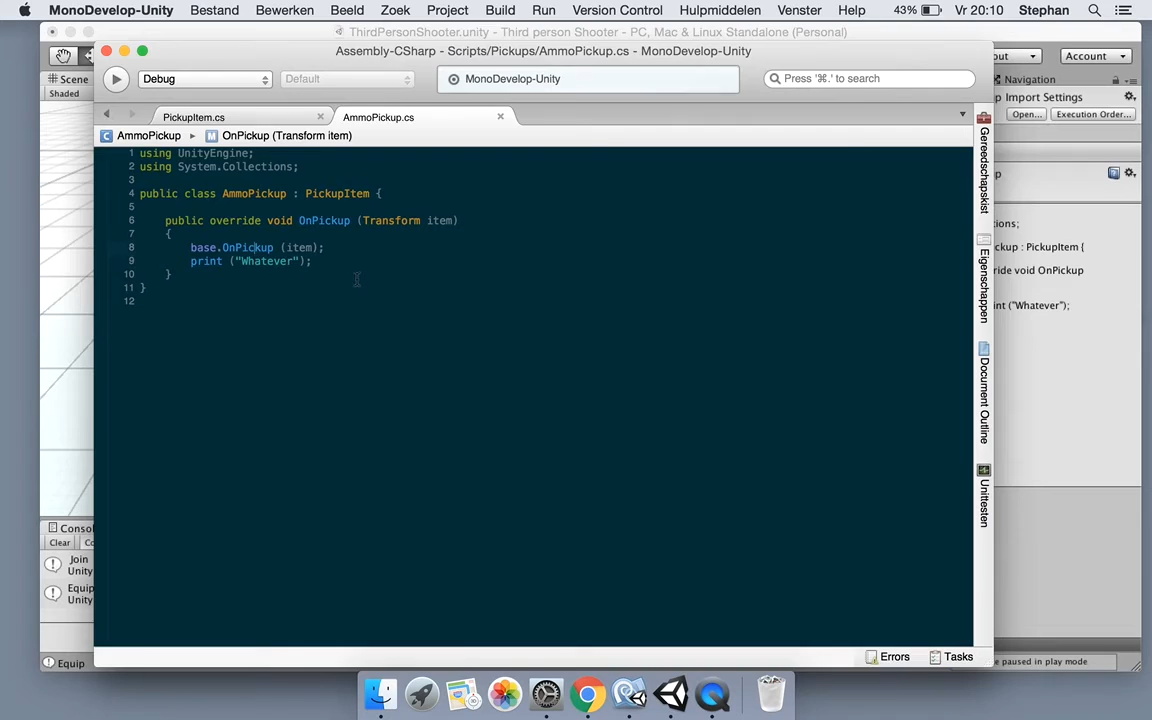 MonoDevelop-Unity Bestand Bewerken Beeld Zoek Project Build Run Version Control Hulpmiddelen Venster Help 43% Vr 20:10 Stephan
ThirdPersonShooter.unity - Third person Shooter - PC, Mac & Linux Standalone (Personal)
Assembly-CSharp - Scripts/Pickups/AmmoPickup.cs - MonoDevelop-Unity
out Account
Debug Default MonoDevelop-Unity Press '⌘.' to search
Scene Navigation
Shaded
p Import Settings
Open... Execution Order...
PickupItem.cs AmmoPickup.cs
C AmmoPickup M OnPickup (Transform item)
1 using UnityEngine;
2 using System.Collections;
3
4 public class AmmoPickup : PickupItem {
5
6 public override void OnPickup (Transform item)
7 {
8 base.OnPickup (item);
9 print ("Whatever");
10 }
11 }
12
Gereedschapskist
Eigenschappen
Document Outline
Unittesten
p
ions;
kup : PickupItem {
ride void OnPickup
int ("Whatever");
Consol
Clear Co
Join
Unity
Equip
Unity
Equip
Errors Tasks
e paused in play mode